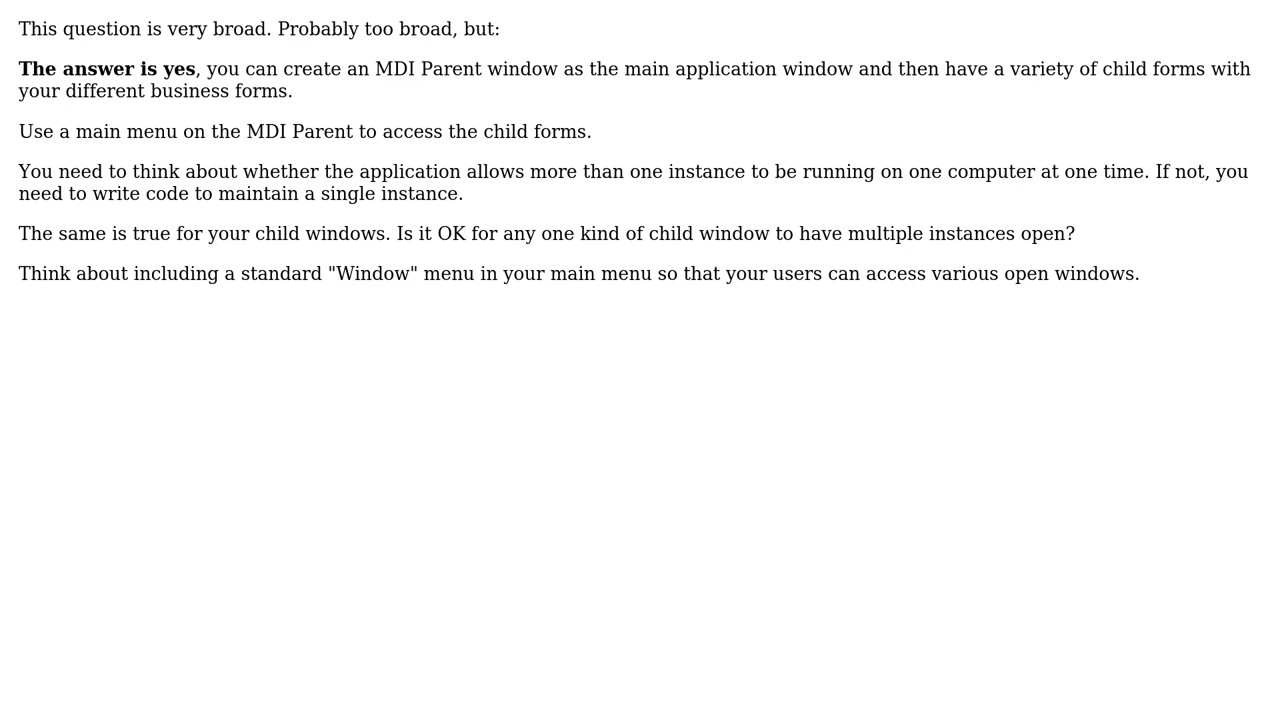 This question is very broad. Probably too broad, but:
The answer is yes, you can create an MDI Parent window as the main application window and then have a variety of child forms with
your different business forms.
Use a main menu on the MDI Parent to access the child forms.
You need to think about whether the application allows more than one instance to be running on one computer at one time. If not, you
need to write code to maintain a single instance.
The same is true for your child windows. Is it OK for any one kind of child window to have multiple instances open?
Think about including a standard "Window" menu in your main menu so that your users can access various open windows.